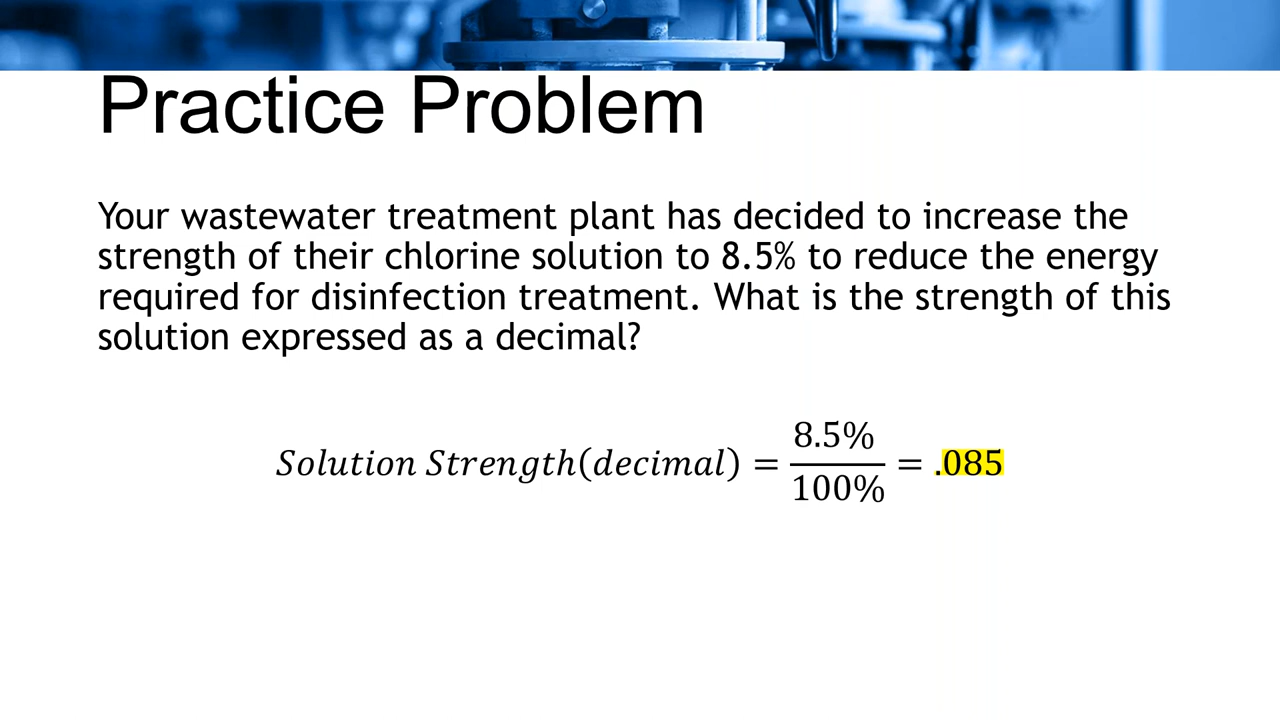 Practice Problem
Your wastewater treatment plant has decided to increase the
strength of their chlorine solution to 8.5% to reduce the energy
required for disinfection treatment. What is the strength of this
solution expressed as a decimal?
Solution Strength(decimal) = 8.5% / 100% = .085